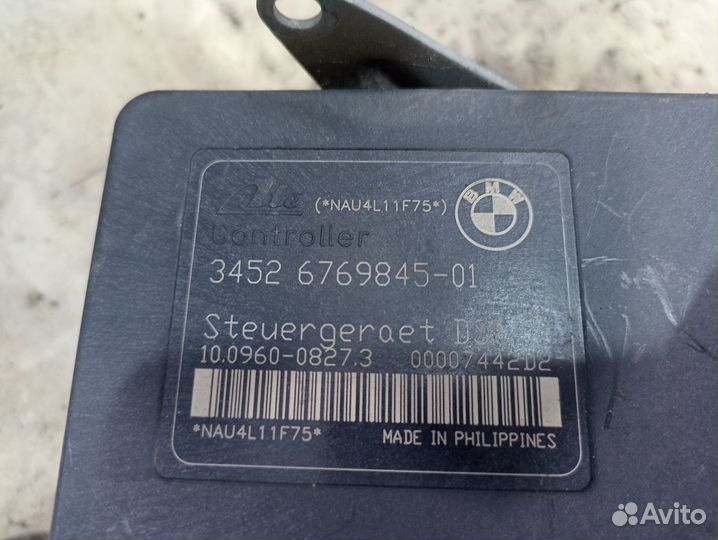 Ate (*NAU4L11F75*) BMW
Controller
3452 6769845-01
Steuergeraet
10.0960-0827.3 00007442D2
*NAU4L11F75* MADE IN PHILIPPINES
Avito